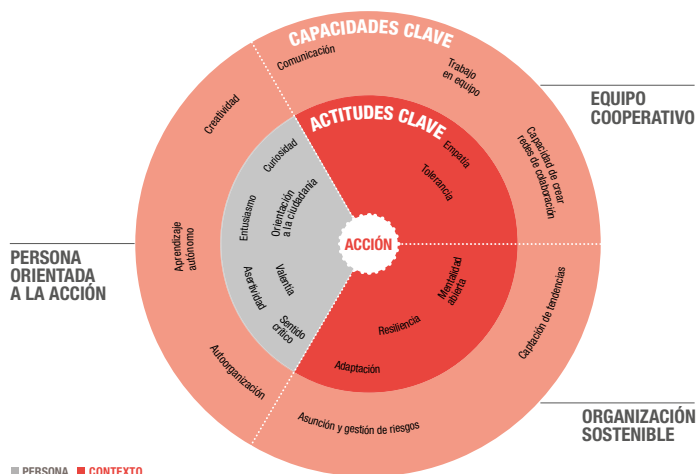 CAPACIDADES CLAVE
Comunicación
Trabajo
en equipo
Capacidad de crear
redes de colaboración
Creatividad
Aprendizaje
autónomo
Autoorganización
Asunción y gestión de riesgos
Captación de tendencias
ACTITUDES CLAVE
Empatía
Tolerancia
Curiosidad
Orientación
a la ciudadanía
Entusiasmo
Valentía
Asertividad
Sentido
crítico
Mentalidad
abierta
Resiliencia
Adaptación
ACCIÓN
EQUIPO
COOPERATIVO
PERSONA
ORIENTADA
A LA ACCIÓN
ORGANIZACIÓN
SOSTENIBLE
PERSONA CONTEXTO